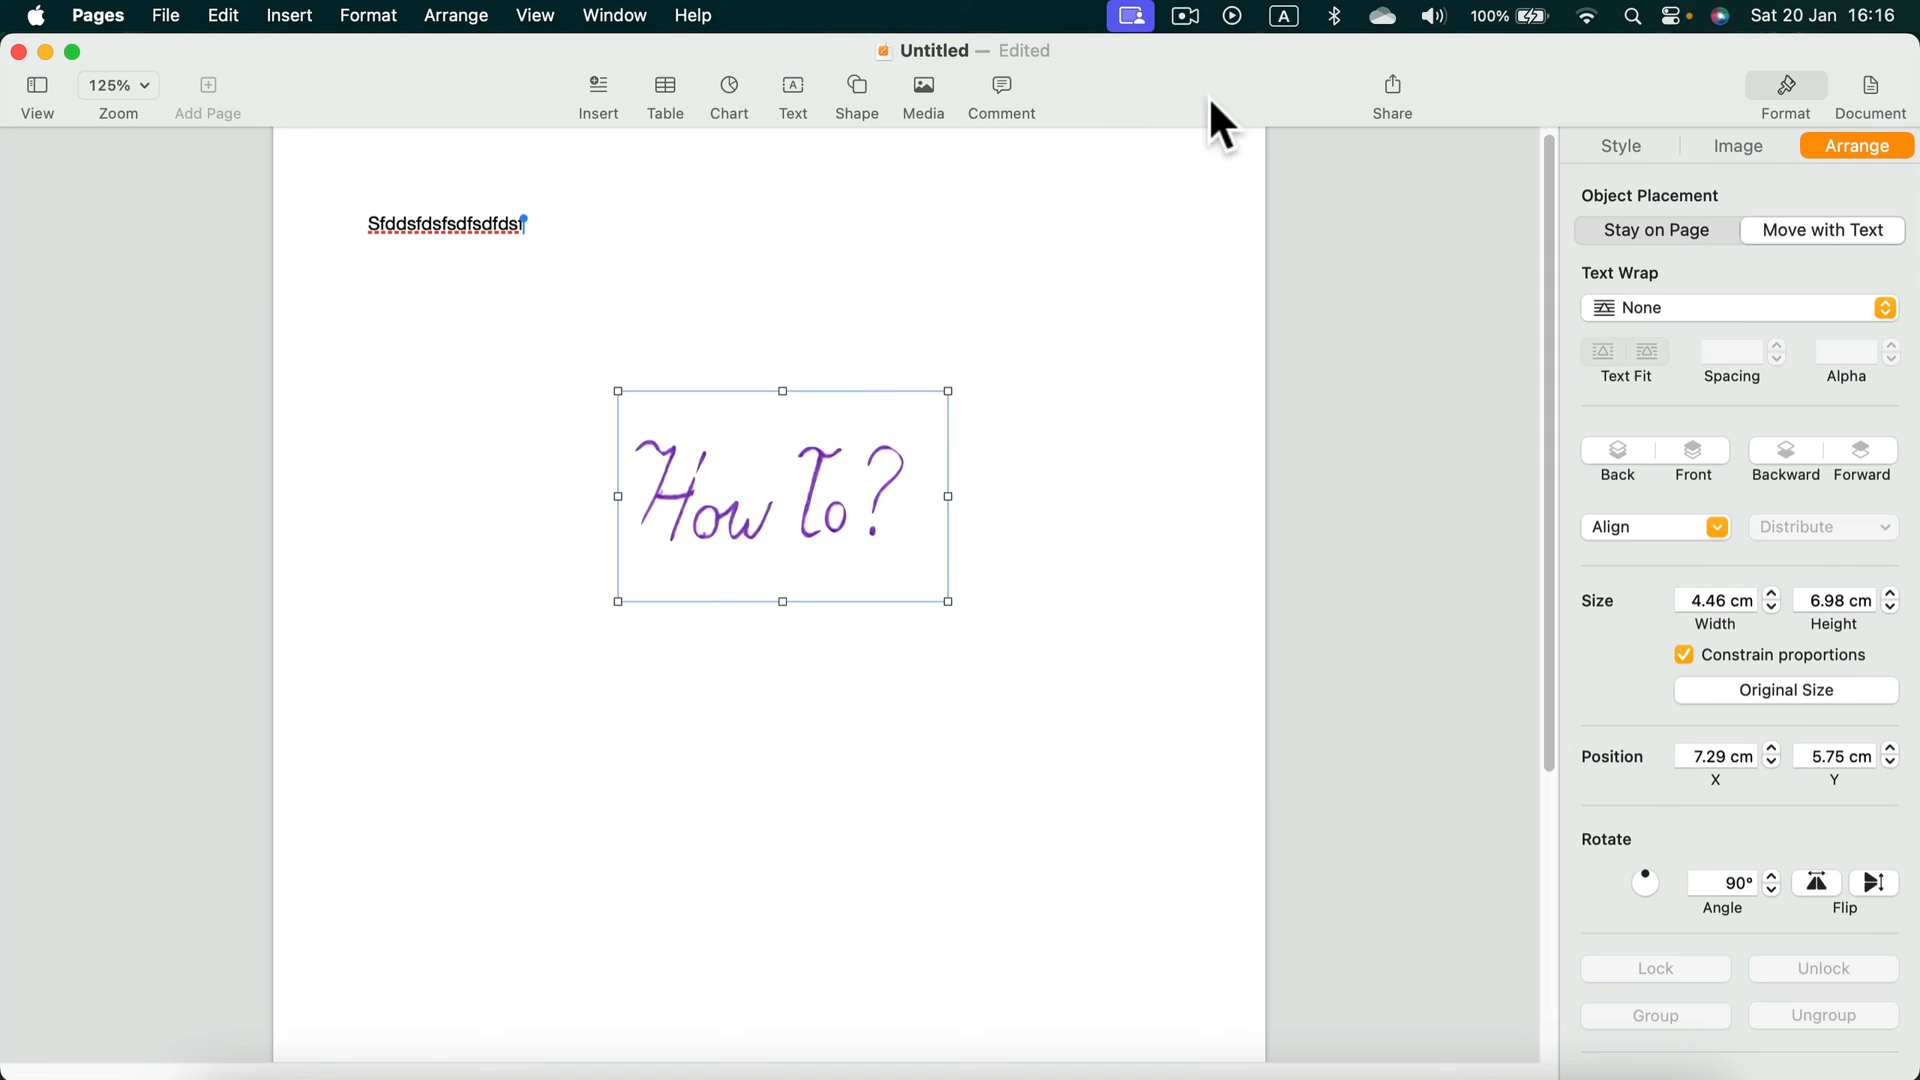 Pages File Edit Insert Format Arrange View Window Help A 100% Sat 20 Jan 16:16
Untitled — Edited
125%
View Zoom Add Page Insert Table Chart Text Shape Media Comment Share Format Document
Style Image Arrange
Object Placement
Stay on Page Move with Text
Text Wrap
None
Text Fit Spacing Alpha
Back Front Backward Forward
Align Distribute
Size 4.46 cm 6.98 cm
Width Height
Constrain proportions
Original Size
Position 7.29 cm 5.75 cm
X Y
Rotate
90°
Angle Flip
Lock Unlock
Group Ungroup
Sfddsfdsfsdfsdfdsf
How To?